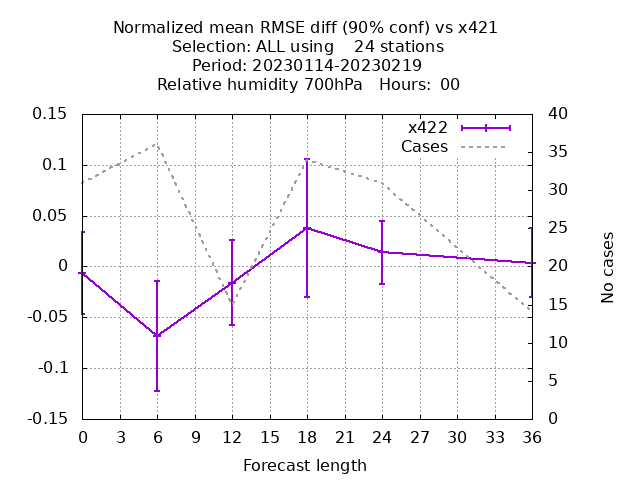 Normalized mean RMSE diff (90% conf) vs x421
Selection: ALL using 24 stations
Period: 20230114-20230219
Relative humidity 700hPa Hours: 00
0.15
0.1
0.05
0
-0.05
-0.1
-0.15
x422
Cases
40
35
30
25
20
15
10
5
0
No cases
0 3 6 9 12 15 18 21 24 27 30 33 36
Forecast length